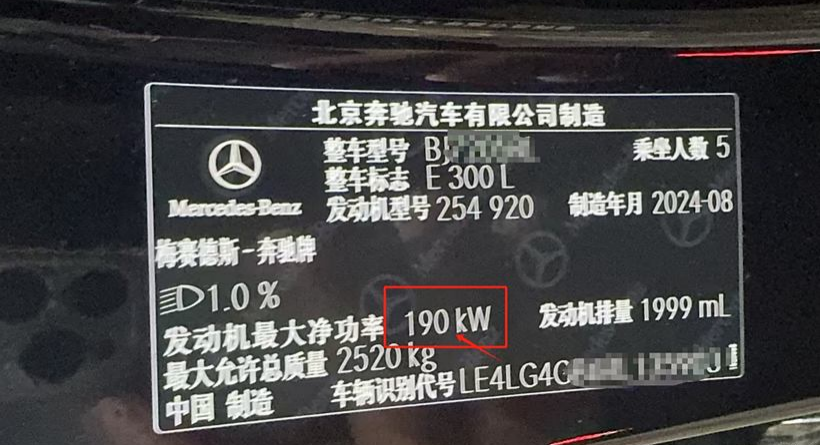 北京奔驰汽车有限公司制造
整车型号 BJ 乘坐人数 5
整车标志 E 300 L
Mercedes-Benz 发动机型号 254 920 制造年月 2024-08
梅赛德斯-奔驰牌
1.0 %
发动机最大净功率 190 kW 发动机排量 1999 mL
最大允许总质量 2520 kg
中国 制造 车辆识别代号 LE4LG4